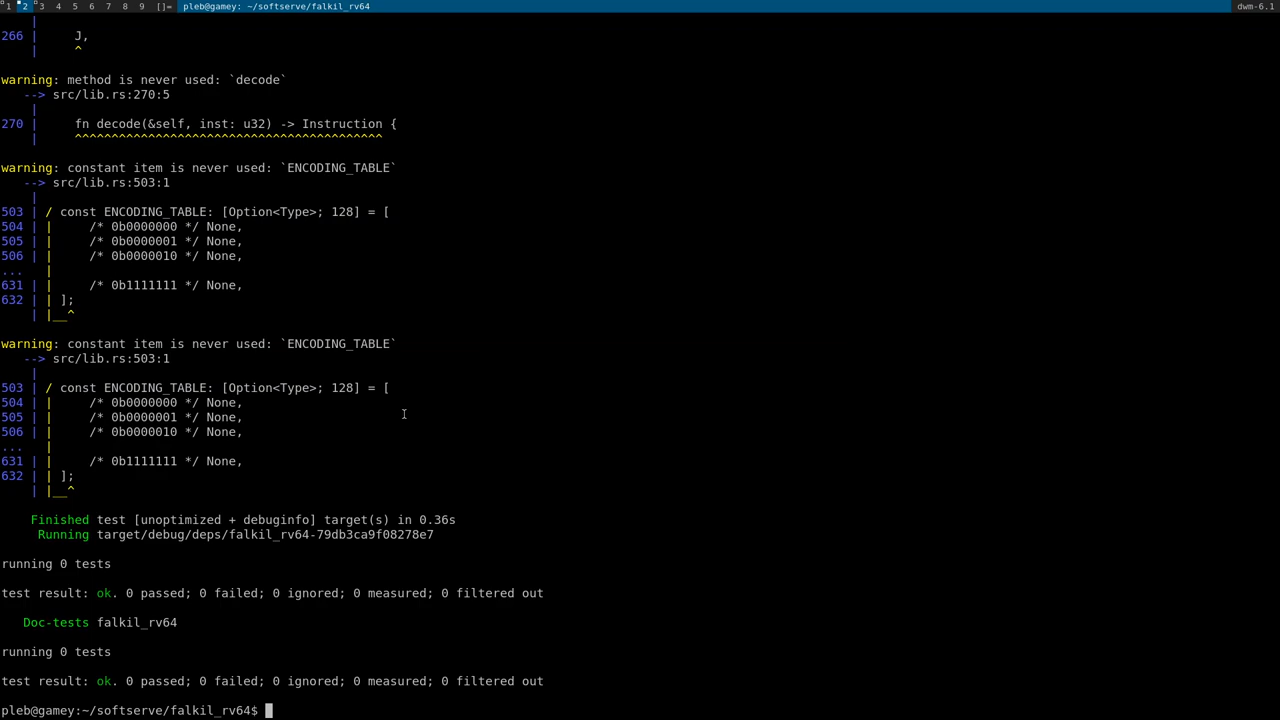 1 2 3 4 5 6 7 8 9 []= pleb@gamey: ~/softserve/falkil_rv64 dwm-6.1
|
266 |     J,
|     ^
warning: method is never used: `decode`
--> src/lib.rs:270:5
|
270 |     fn decode(&self, inst: u32) -> Instruction {
|     ^^^^^^^^^^^^^^^^^^^^^^^^^^^^^^^^^^^^^^^^^^
warning: constant item is never used: `ENCODING_TABLE`
--> src/lib.rs:503:1
|
503 | / const ENCODING_TABLE: [Option<Type>; 128] = [
504 | |     /* 0b0000000 */ None,
505 | |     /* 0b0000001 */ None,
506 | |     /* 0b0000010 */ None,
...   |
631 | |     /* 0b1111111 */ None,
632 | | ];
| |__^
warning: constant item is never used: `ENCODING_TABLE`
--> src/lib.rs:503:1
|
503 | / const ENCODING_TABLE: [Option<Type>; 128] = [
504 | |     /* 0b0000000 */ None,
505 | |     /* 0b0000001 */ None,
506 | |     /* 0b0000010 */ None,
...   |
631 | |     /* 0b1111111 */ None,
632 | | ];
| |__^
Finished test [unoptimized + debuginfo] target(s) in 0.36s
Running target/debug/deps/falkil_rv64-79db3ca9f08278e7
running 0 tests
test result: ok. 0 passed; 0 failed; 0 ignored; 0 measured; 0 filtered out
Doc-tests falkil_rv64
running 0 tests
test result: ok. 0 passed; 0 failed; 0 ignored; 0 measured; 0 filtered out
pleb@gamey:~/softserve/falkil_rv64$